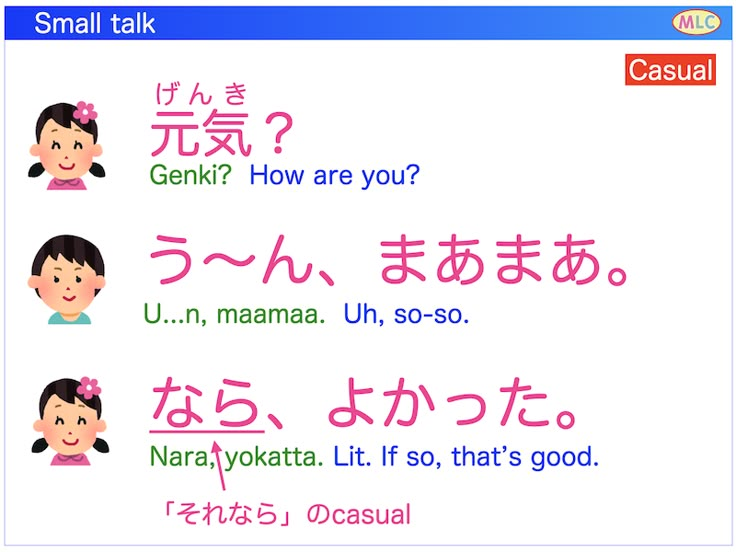 Small talk
MLC
Casual
げんき
元気？
Genki? How are you?
う〜ん、まあまあ。
U...n, maamaa. Uh, so-so.
なら、よかった。
Nara, yokatta. Lit. If so, that's good.
「それなら」のcasual